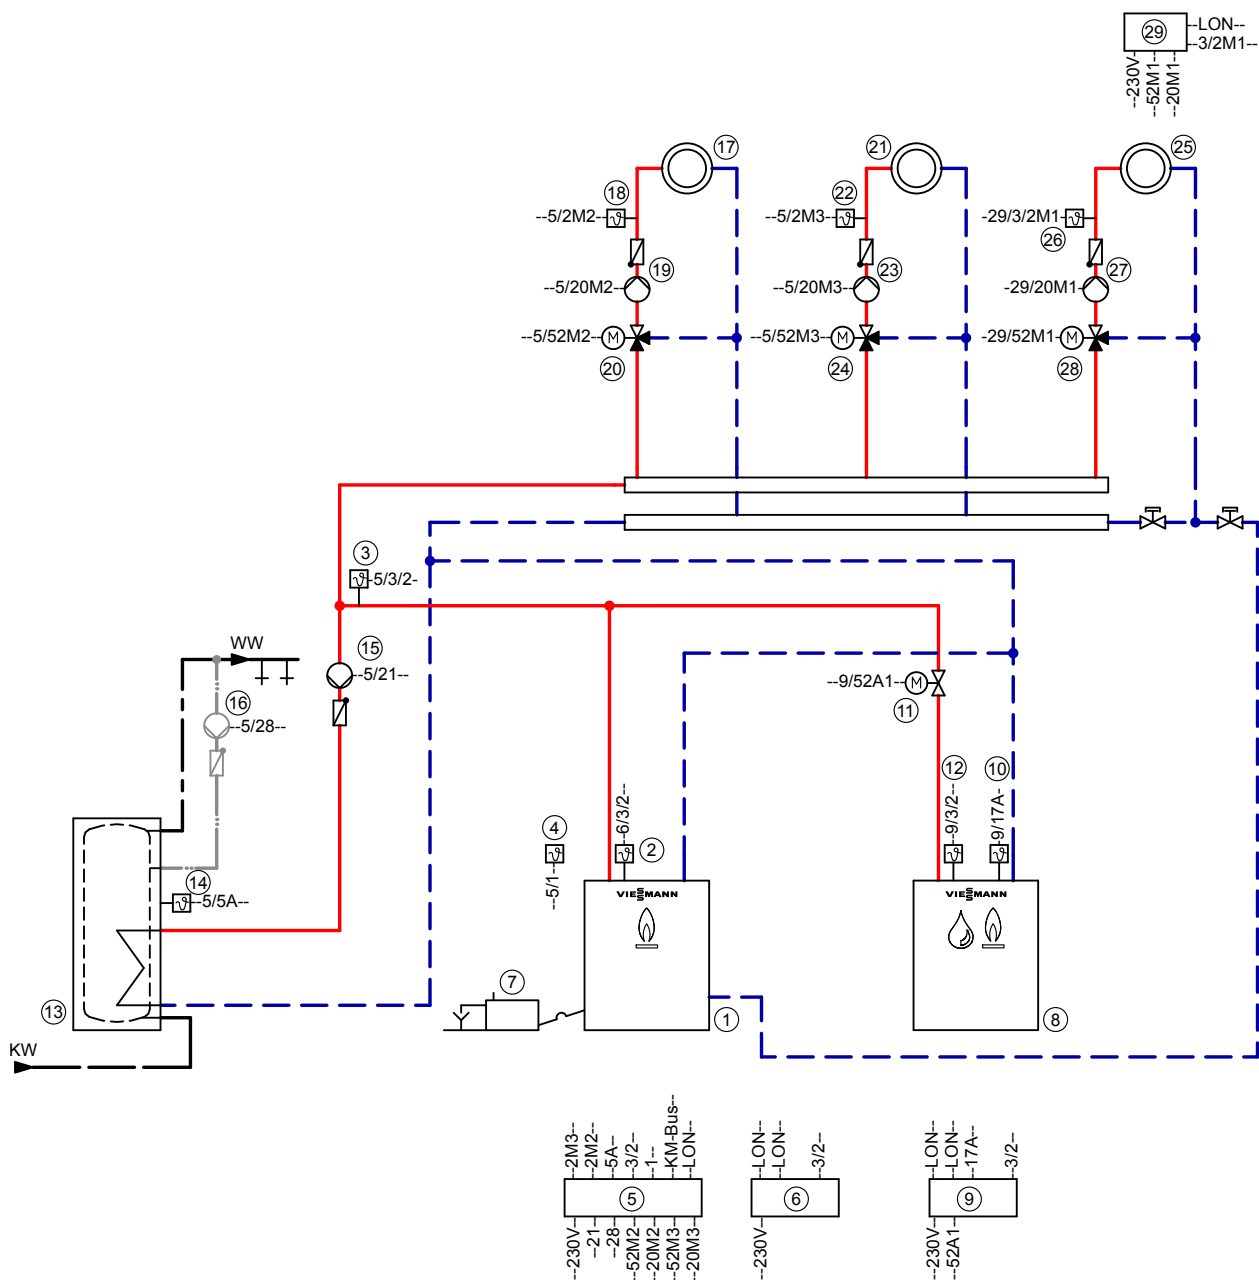 29
--LON--
--3/2M1--
--230V--
--52M1--
--20M1--
17
21
25
18
22
26
--5/2M2--
--5/2M3--
-29/3/2M1-
19
23
27
--5/20M2--
--5/20M3--
-29/20M1-
--5/52M2--
M
--5/52M3--
M
-29/52M1-
M
20
24
28
3
-5/3/2-
WW
15
--5/21--
16
--5/28--
--9/52A1--
M
11
12
10
--9/3/2--
--9/17A-
4
--6/3/2--
2
--5/1--
14
--5/5A--
VIESSMANN
VIESSMANN
7
13
1
8
KW
--2M3--
--2M2--
--5A--
--3/2--
--1--
--KM-Bus--
--LON--
5
--230V--
--21--
--28--
--52M2--
--20M2--
--52M3--
--20M3--
--LON--
--LON--
--3/2--
6
--230V--
--LON--
--LON--
--17A--
--3/2--
9
--230V--
--52A1--